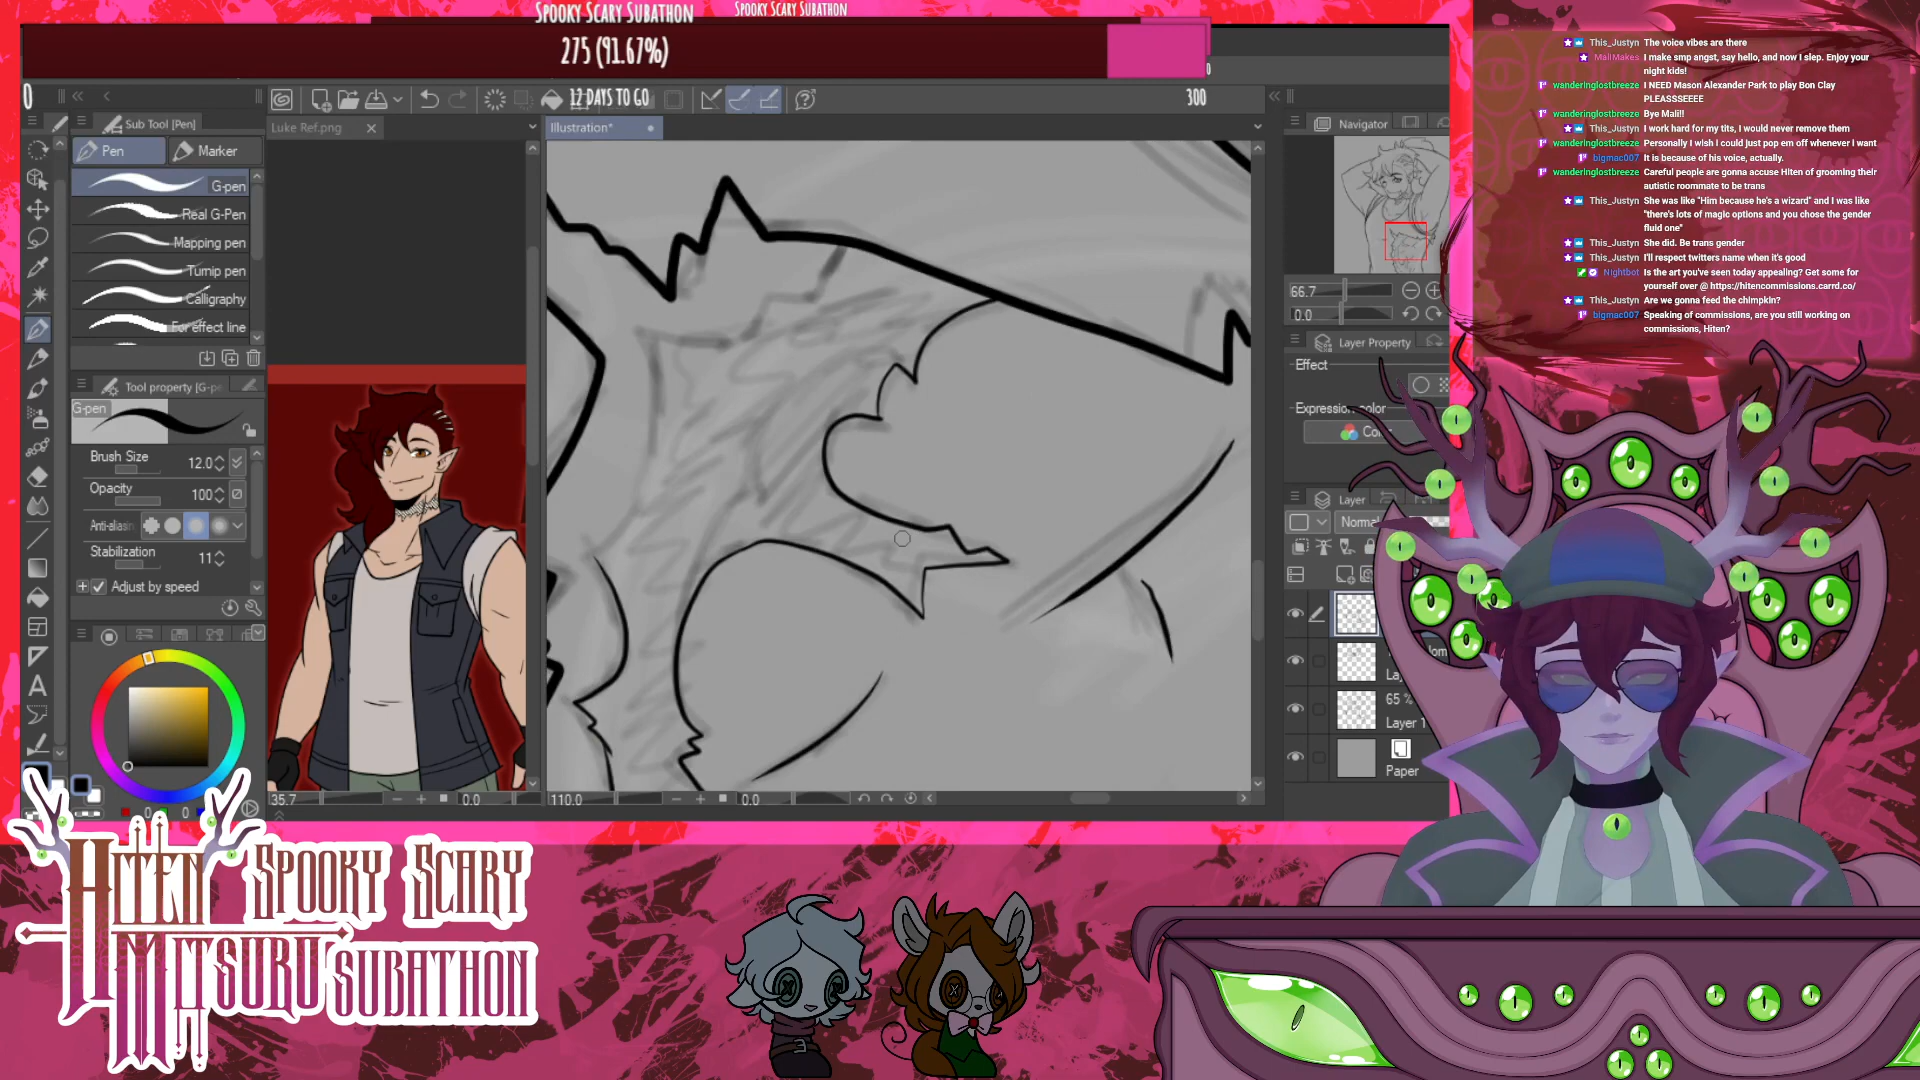 Spooky Scary Subathon
Spooky Scary Subathon
275 (91.67%)
0
12 DAYS TO GO
300
Sub Tool [Pen]
Luke Ref.png
Illustration*
Navigator
Pen
Marker
G-pen
Real G-Pen
Mapping pen
Turnip pen
Calligraphy
For effect line
Tool property [G-pe
G-pen
Brush Size
12.0
Opacity
100
Anti-aliasin
Stabilization
11
Adjust by speed
35.7
0.0
110.0
0.0
66.7
0.0
Layer Property
Effect
Expression color
Layer
Normal
65 %
Layer 1
Paper
This_Justyn The voice vibes are there
MaliMakes I make smp angst, say hello, and now I slep. Enjoy your
night kids!
wanderinglostbreeze I NEED Mason Alexander Park to play Bon Clay
PLEASSSEEEE
wanderinglostbreeze Bye Mali!!
This_Justyn I work hard for my tits, I would never remove them
wanderinglostbreeze Personally I wish I could just pop em off whenever I want
bigmac007 It is because of his voice, actually.
wanderinglostbreeze Careful people are gonna accuse Hiten of grooming their
autistic roommate to be trans
This_Justyn She was like "Him because he's a wizard" and I was like
"there's lots of magic options and you chose the gender
fluid one"
This_Justyn She did. Be trans gender
This_Justyn I'll respect twitters name when it's good
Nightbot Is the art you've seen today appealing? Get some for
yourself over @ https://hitencommissions.carrd.co/
This_Justyn Are we gonna feed the chimpkin?
bigmac007 Speaking of commissions, are you still working on
commissions, Hiten?
Hiten Mitsuru
Spooky Scary
Subathon